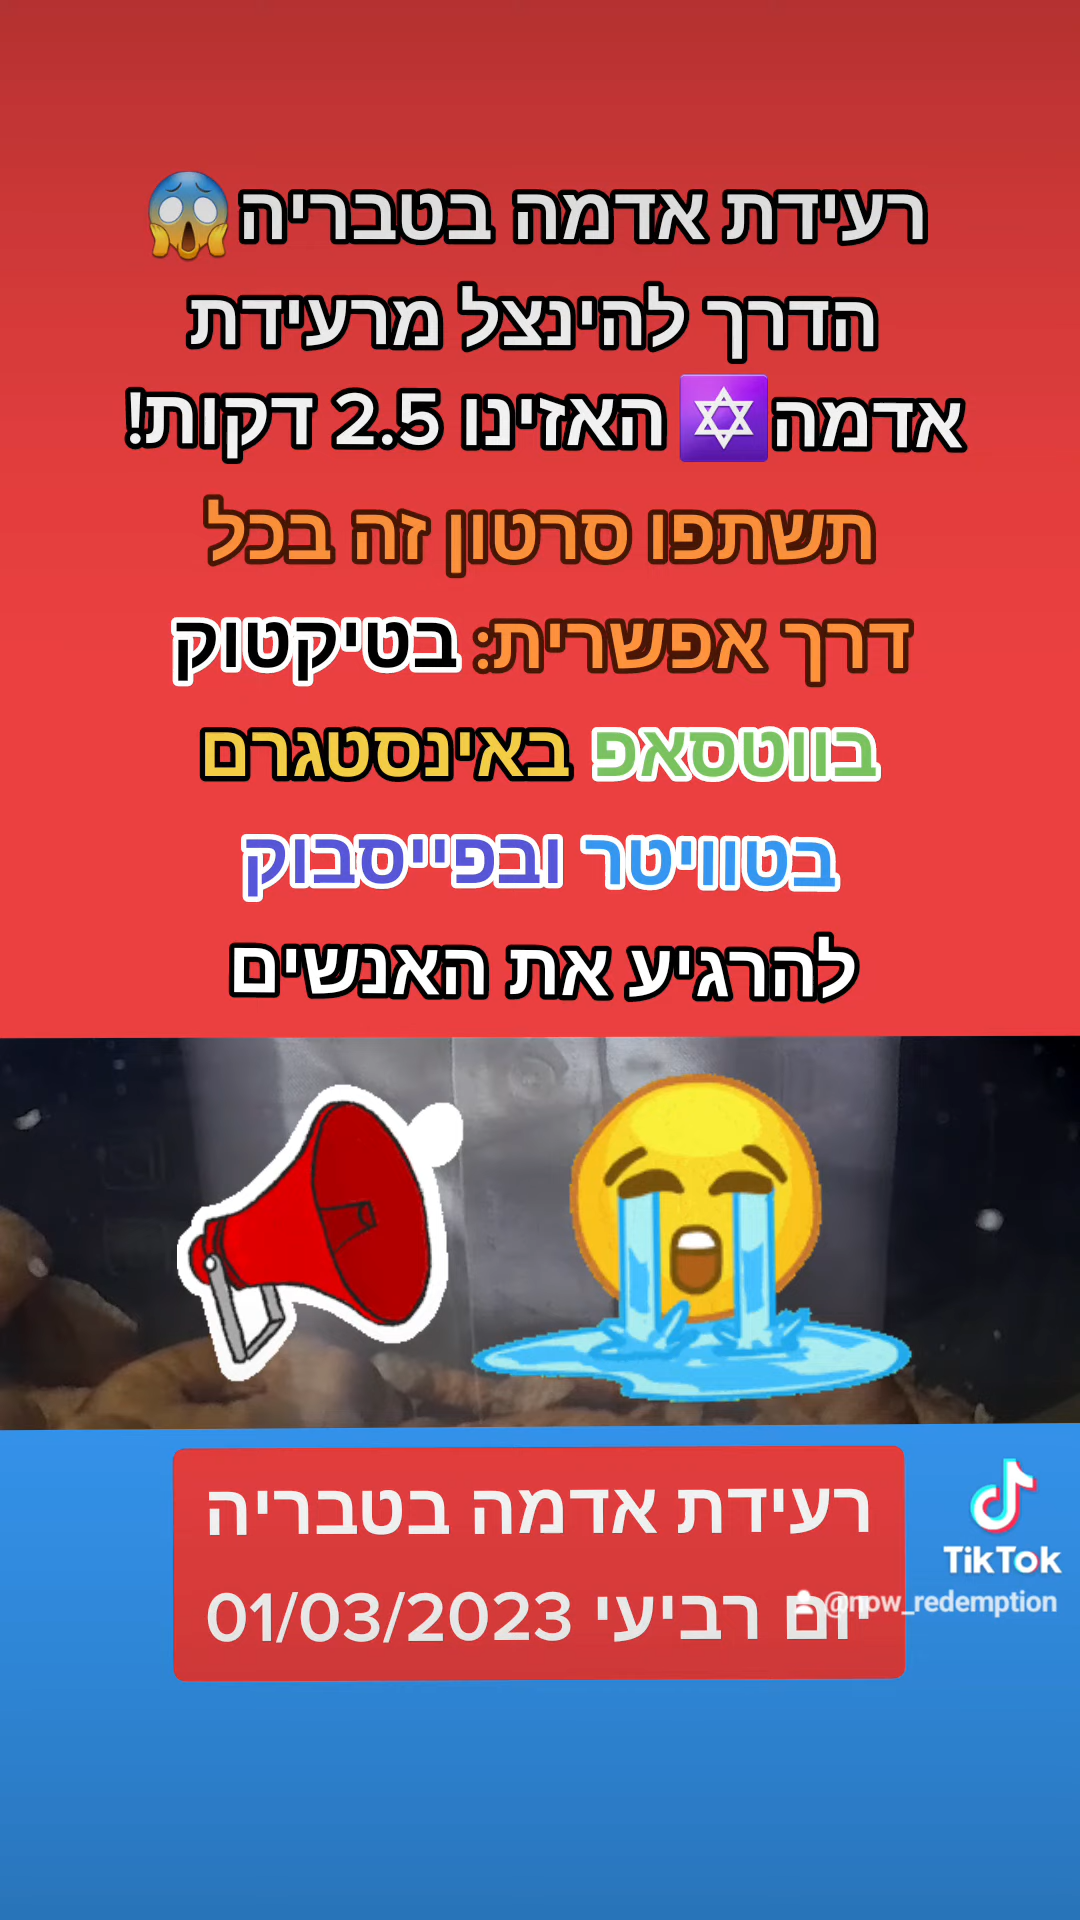 רעידת אדמה בטבריה😱
הדרך להינצל מרעידת
אדמה🔯האזינו 2.5 דקות!
תשתפו סרטון זה בכל
דרך אפשרית: בטיקטוק
בווטסאפ באינסטגרם
בטוויטר ובפייסבוק
להרגיע את האנשים
רעידת אדמה בטבריה
יום רביעי 01/03/2023
TikTok
@now_redemption